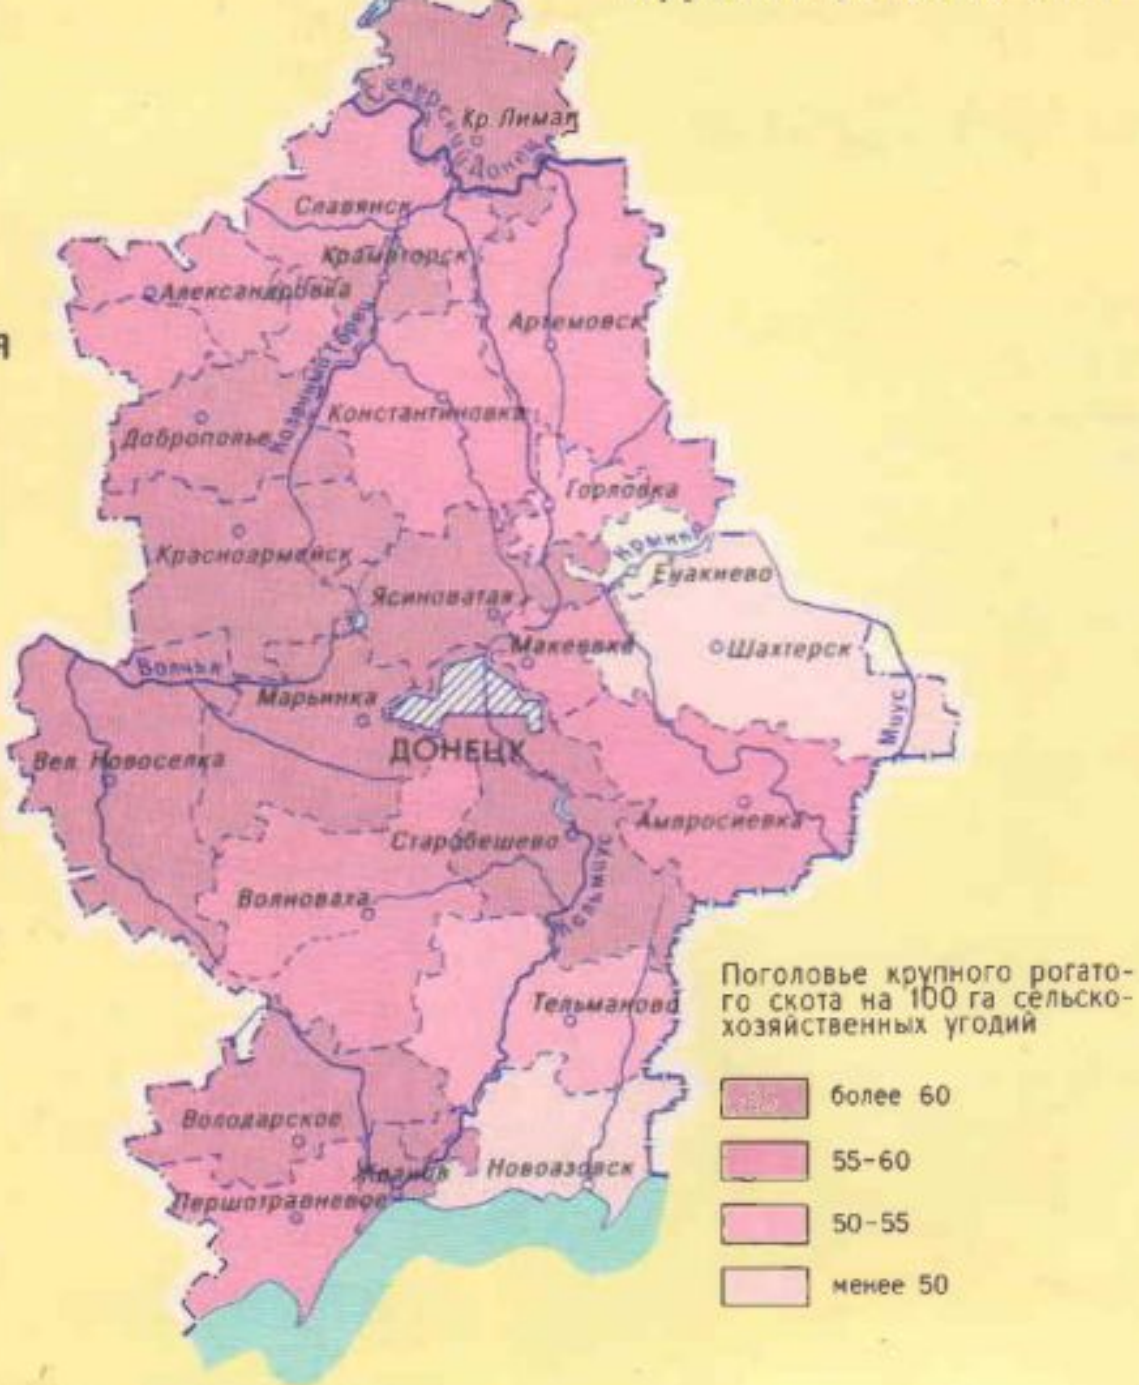 я
Северский Донец
Кр. Лиман
Славянск
Краматорск
Александровка
Казенный Торец
Артемовск
Константиновка
Доброполье
Горловка
Красноармейск
Крынка
Енакиево
Ясиноватая
Макеевка
Шахтерск
Волчья
Марьинка
Миус
ДОНЕЦК
Вел. Новоселка
Старобешево
Амвросиевка
Кальмиус
Волноваха
Тельманово
Володарское
Жданов
Новоазовск
Першотравневое
Поголовье крупного рогато-
го скота на 100 га сельско-
хозяйственных угодий
более 60
55-60
50-55
менее 50